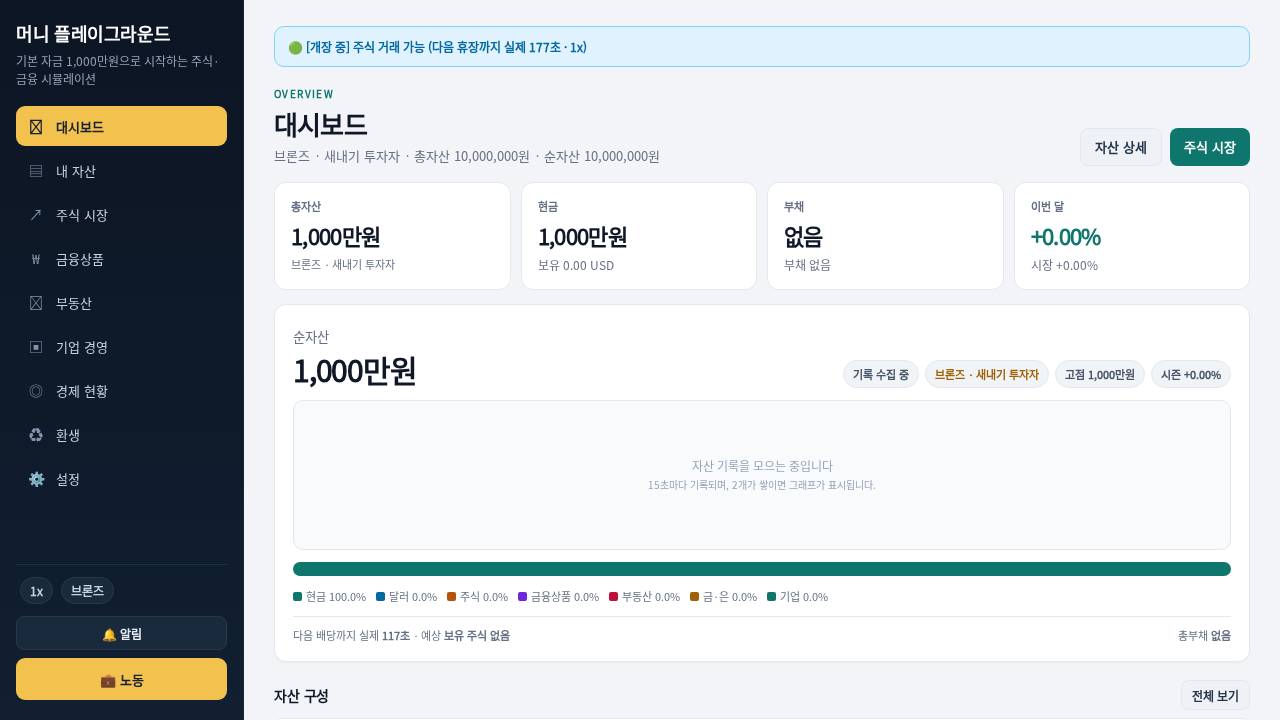 머니 플레이그라운드
기본 자금 1,000만원으로 시작하는 주식·
금융 시뮬레이션
대시보드
내 자산
주식 시장
₩ 금융상품
부동산
기업 경영
경제 현황
환생
설정
1x 브론즈
알림
노동
[개장 중] 주식 거래 가능 (다음 휴장까지 실제 177초 · 1x)
OVERVIEW
대시보드
브론즈 · 새내기 투자자 · 총자산 10,000,000원 · 순자산 10,000,000원
자산 상세 주식 시장
총자산
1,000만원
브론즈 · 새내기 투자자
현금
1,000만원
보유 0.00 USD
부채
없음
부채 없음
이번 달
+0.00%
시장 +0.00%
순자산
1,000만원
기록 수집 중 브론즈 · 새내기 투자자 고점 1,000만원 시즌 +0.00%
자산 기록을 모으는 중입니다
15초마다 기록되며, 2개가 쌓이면 그래프가 표시됩니다.
현금 100.0% 달러 0.0% 주식 0.0% 금융상품 0.0% 부동산 0.0% 금·은 0.0% 기업 0.0%
다음 배당까지 실제 117초 · 예상 보유 주식 없음 총부채 없음
자산 구성 전체 보기